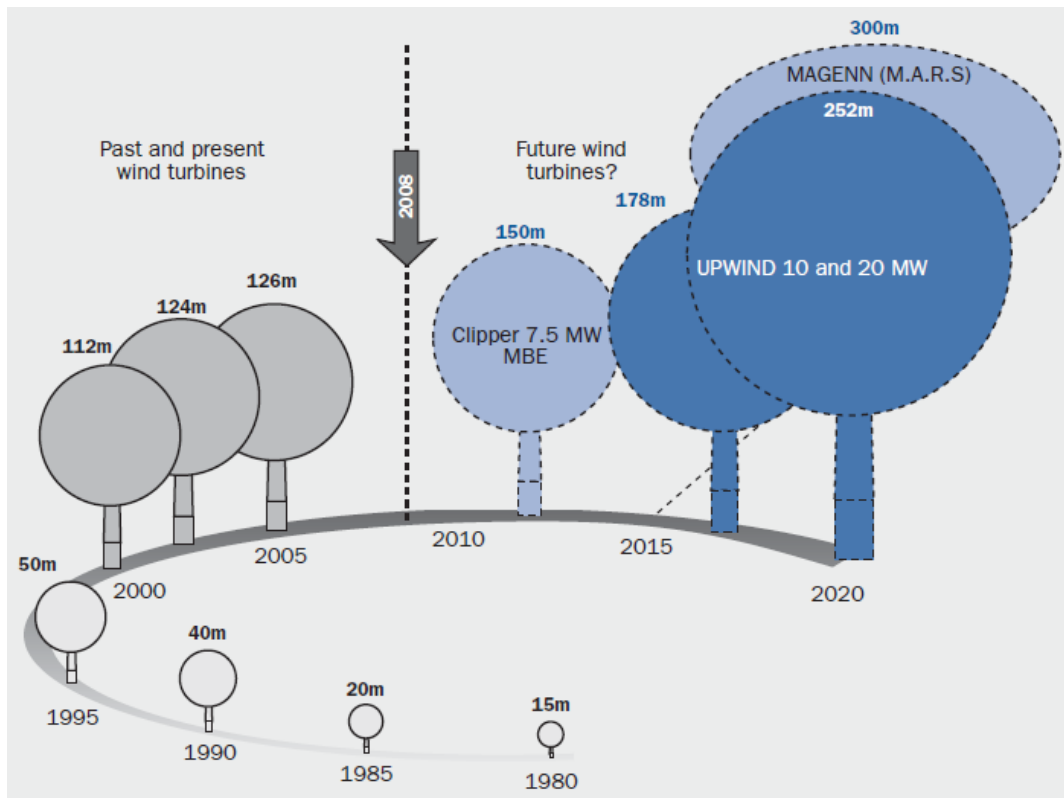 300m
MAGENN (M.A.R.S)
252m
Past and present
wind turbines
2008
Future wind
turbines?
178m
150m
UPWIND 10 and 20 MW
126m
124m
112m
Clipper 7.5 MW
MBE
2005
2010
2015
2020
50m
2000
40m
20m
15m
1995
1990
1985
1980